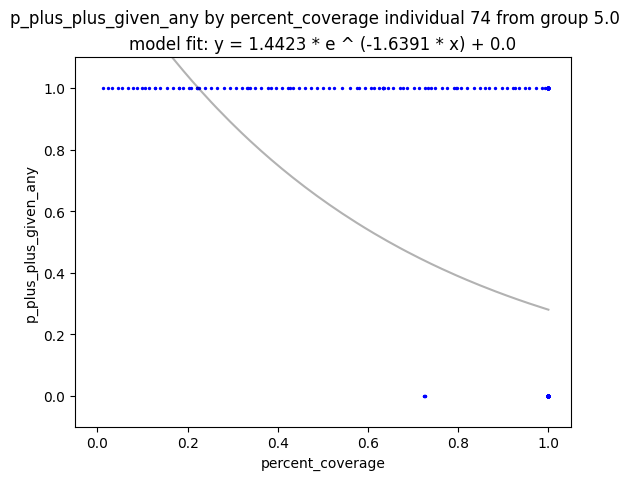 p_plus_plus_given_any by percent_coverage individual 74 from group 5.0
model fit: y = 1.4423 * e ^ (-1.6391 * x) + 0.0
p_plus_plus_given_any
1.0
0.8
0.6
0.4
0.2
0.0
0.0 0.2 0.4 0.6 0.8 1.0
percent_coverage